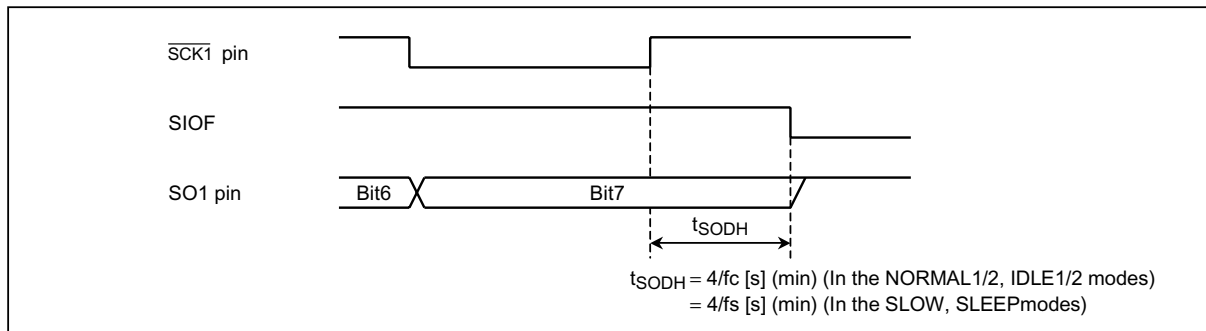 SCK1 pin
SIOF
SO1 pin
Bit6
Bit7
tSODH
tSODH = 4/fc [s] (min) (In the NORMAL1/2, IDLE1/2 modes)
= 4/fs [s] (min) (In the SLOW, SLEEPmodes)